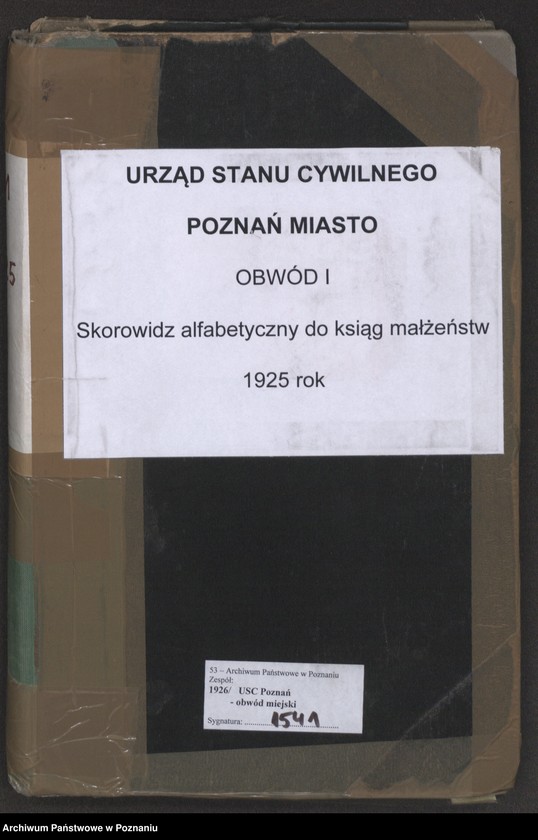 URZĄD STANU CYWILNEGO
POZNAŃ MIASTO
OBWÓD I
Skorowidz alfabetyczny do ksiąg małżeństw
1925 rok
5
53 – Archiwum Państwowe w Poznaniu
Zespół:
1926/ USC Poznań
- obwód miejski
Sygnatura: 1541
Archiwum Państwowe w Poznaniu